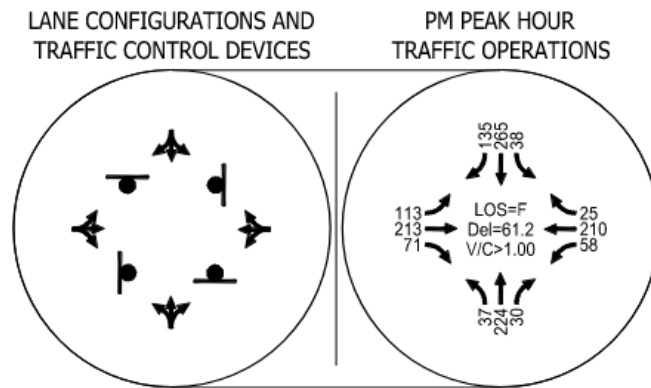 LANE CONFIGURATIONS AND
TRAFFIC CONTROL DEVICES
PM PEAK HOUR
TRAFFIC OPERATIONS
135
265
38
113
213
71
LOS=F
Del=61.2
V/C>1.00
25
210
58
37
224
30